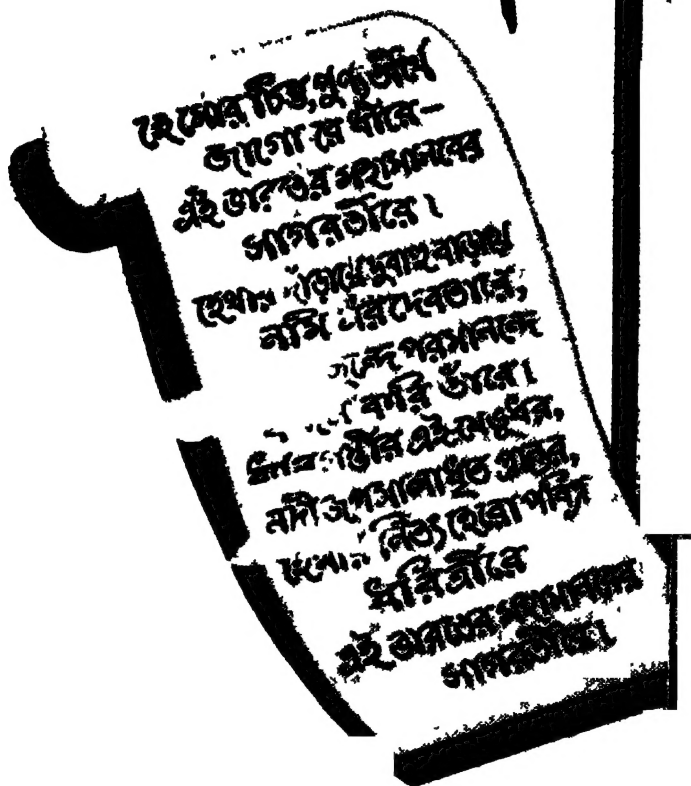 হে মোর চিত্ত, পুণ্য তীর্থে
জাগো রে ধীরে—
এই ভারতের মহামানবের
সাগরতীরে।
হেথায় দাঁড়ায়ে দুবাহু বাড়ায়ে
নমি নরদেবতারে,
ছন্দে পরমানন্দে
করি তাঁরে।
গম্ভীর এই যে ভূধর,
নদী জপমালা ধৃত প্রান্তর,
হেথায় নিত্য হেরো পবিত্র
ধরিত্রীরে
এই ভারতের মহামানবের
সাগরতীরে।